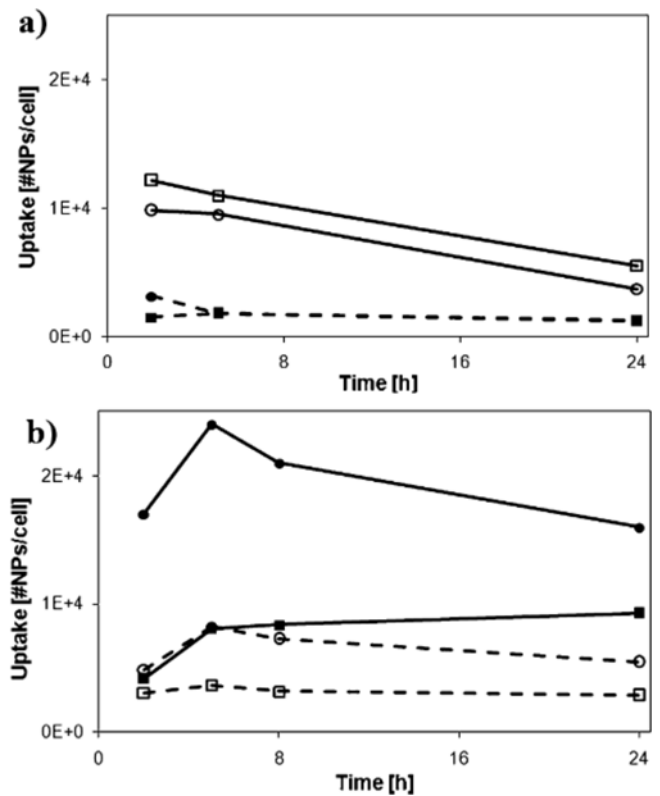 a)
Uptake [#NPs/cell]
2E+4
1E+4
0E+0
0 8 16 24
Time [h]
b)
Uptake [#NPs/cell]
2E+4
1E+4
0E+0
0 8 16 24
Time [h]